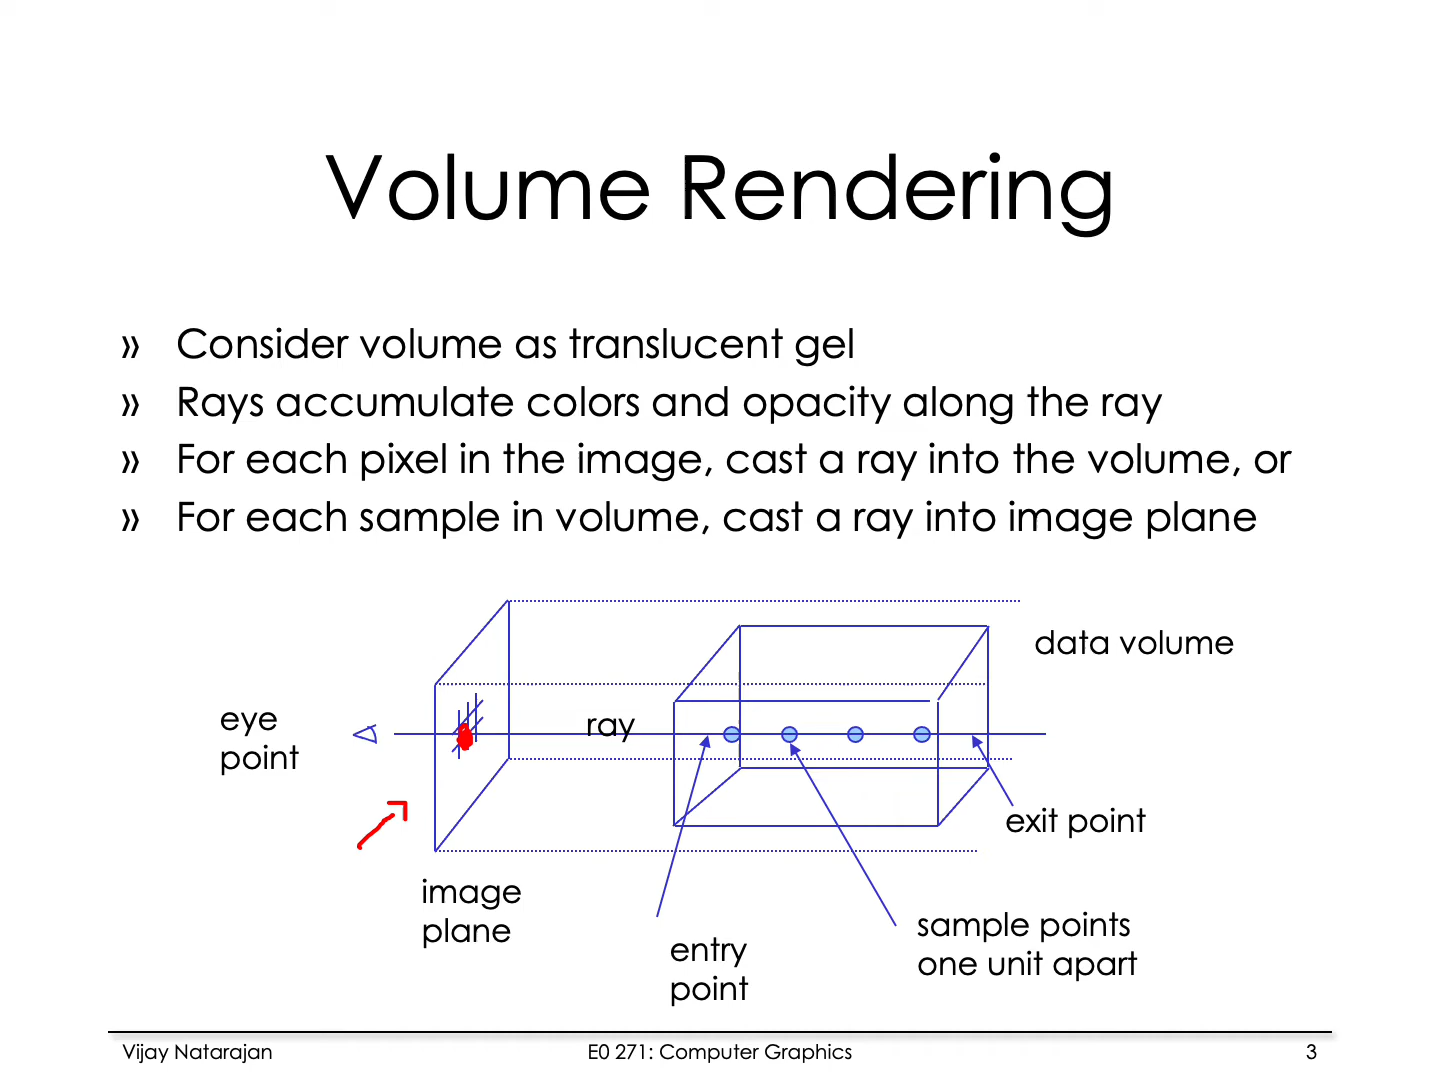 Volume Rendering
» Consider volume as translucent gel
» Rays accumulate colors and opacity along the ray
» For each pixel in the image, cast a ray into the volume, or
» For each sample in volume, cast a ray into image plane
data volume
eye
point
ray
exit point
image
plane
entry
point
sample points
one unit apart
Vijay Natarajan
E0 271: Computer Graphics
3